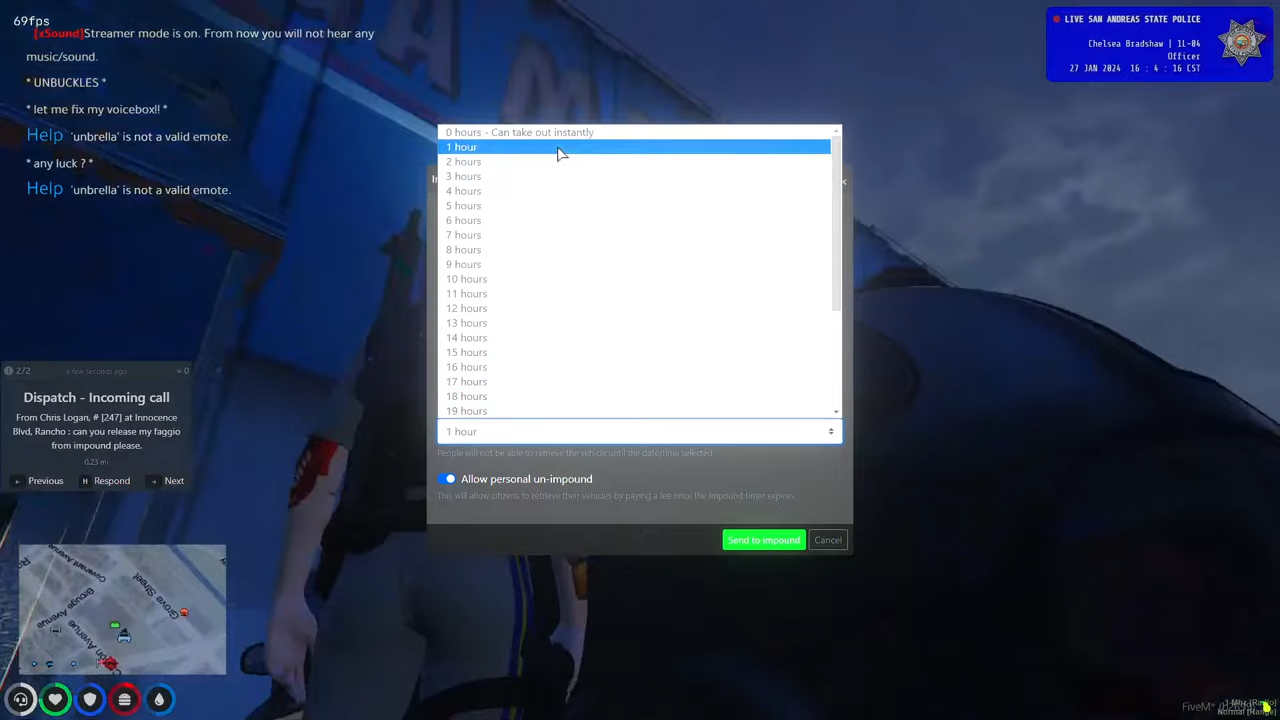 69fps
[xSound]Streamer mode is on. From now you will not hear any
music/sound.
* UNBUCKLES *
* let me fix my voicebox!! *
Help 'unbrella' is not a valid emote.
* any luck ? *
Help 'unbrella' is not a valid emote.
LIVE SAN ANDREAS STATE POLICE
Chelsea Bradshaw | 1L-04
Officer
27 JAN 2024 16 : 4 : 16 CST
0 hours - Can take out instantly
1 hour
2 hours
3 hours
4 hours
5 hours
6 hours
7 hours
8 hours
9 hours
10 hours
11 hours
12 hours
13 hours
14 hours
15 hours
16 hours
17 hours
18 hours
19 hours
1 hour
People will not be able to retrieve the vehicle until the date/time selected
Allow personal un-impound
This will allow citizens to retrieve their vehicles by paying a fee once the impound timer expires
Send to impound
Cancel
2/2
a few seconds ago
0
Dispatch - Incoming call
From Chris Logan, # [247] at Innocence
Blvd, Rancho : can you release my faggio
from impound please.
0.23 mi
Previous
H Respond
Next
Covenant Ave
Grove Street
Brouge Avenue
FiveM*